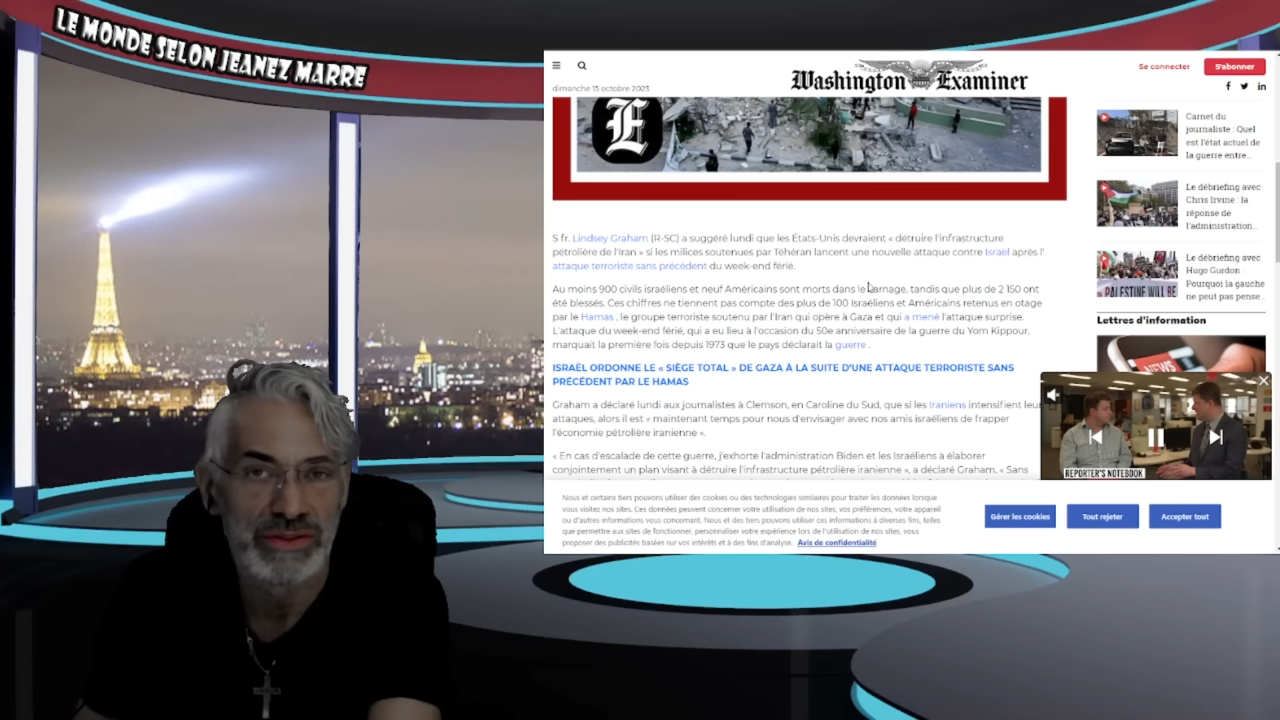 LE MONDE SELON JEANEZ MARRE
dimanche 15 octobre 2023
Washington Examiner
Se connecter
S'abonner
E
Carnet du
journaliste : Quel
est l'état actuel de
la guerre entre...
Le débriefing avec
Chris Irvine : la
réponse de
l'administration...
Le débriefing avec
Hugo Gurdon
Pourquoi la gauche
ne peut pas pense...
PALESTINE WILL BE
Lettres d'information
NEWS
S fr. Lindsey Graham (R-SC) a suggéré lundi que les États-Unis devraient « détruire l'infrastructure
pétrolière de l'Iran » si les milices soutenues par Téhéran lancent une nouvelle attaque contre Israël après l'
attaque terroriste sans précédent du week-end férié.
Au moins 900 civils israéliens et neuf Américains sont morts dans le carnage, tandis que plus de 2 150 ont
été blessés. Ces chiffres ne tiennent pas compte des plus de 100 Israéliens et Américains retenus en otage
par le Hamas , le groupe terroriste soutenu par l'Iran qui opère à Gaza et qui a mené l'attaque surprise.
L'attaque du week-end férié, qui a eu lieu à l'occasion du 50e anniversaire de la guerre du Yom Kippour,
marquait la première fois depuis 1973 que le pays déclarait la guerre .
ISRAËL ORDONNE LE « SIÈGE TOTAL » DE GAZA À LA SUITE D'UNE ATTAQUE TERRORISTE SANS
PRÉCÉDENT PAR LE HAMAS
Graham a déclaré lundi aux journalistes à Clemson, en Caroline du Sud, que si les Iraniens intensifient leur
attaques, alors il est « maintenant temps pour nous d'envisager avec nos amis israéliens de frapper
l'économie pétrolière iranienne ».
« En cas d'escalade de cette guerre, j'exhorte l'administration Biden et les Israéliens à élaborer
conjointement un plan visant à détruire l'infrastructure pétrolière iranienne », a déclaré Graham. « Sans
REPORTER'S NOTEBOOK
Nous et certains tiers pouvons utiliser des cookies ou des technologies similaires pour traiter les données lorsque
vous visitez nos sites. Ces données peuvent concerner votre utilisation de nos sites, vos préférences, votre appareil
ou d'autres informations vous concernant. Nous et des tiers pouvons utiliser ces informations à diverses fins, telles
que permettre aux sites de fonctionner, personnaliser votre expérience lors de l'utilisation de nos sites, vous
proposer des publicités basées sur vos intérêts et à des fins d'analyse. Avis de confidentialité
Gérer les cookies
Tout rejeter
Accepter tout